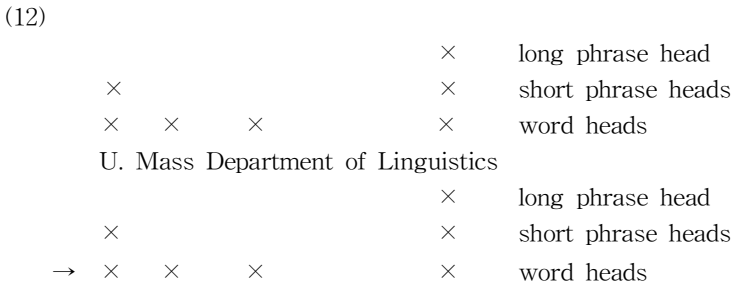 (12)
× long phrase head
× × short phrase heads
× × × × word heads
U. Mass Department of Linguistics
× long phrase head
× × short phrase heads
→ × × × × word heads